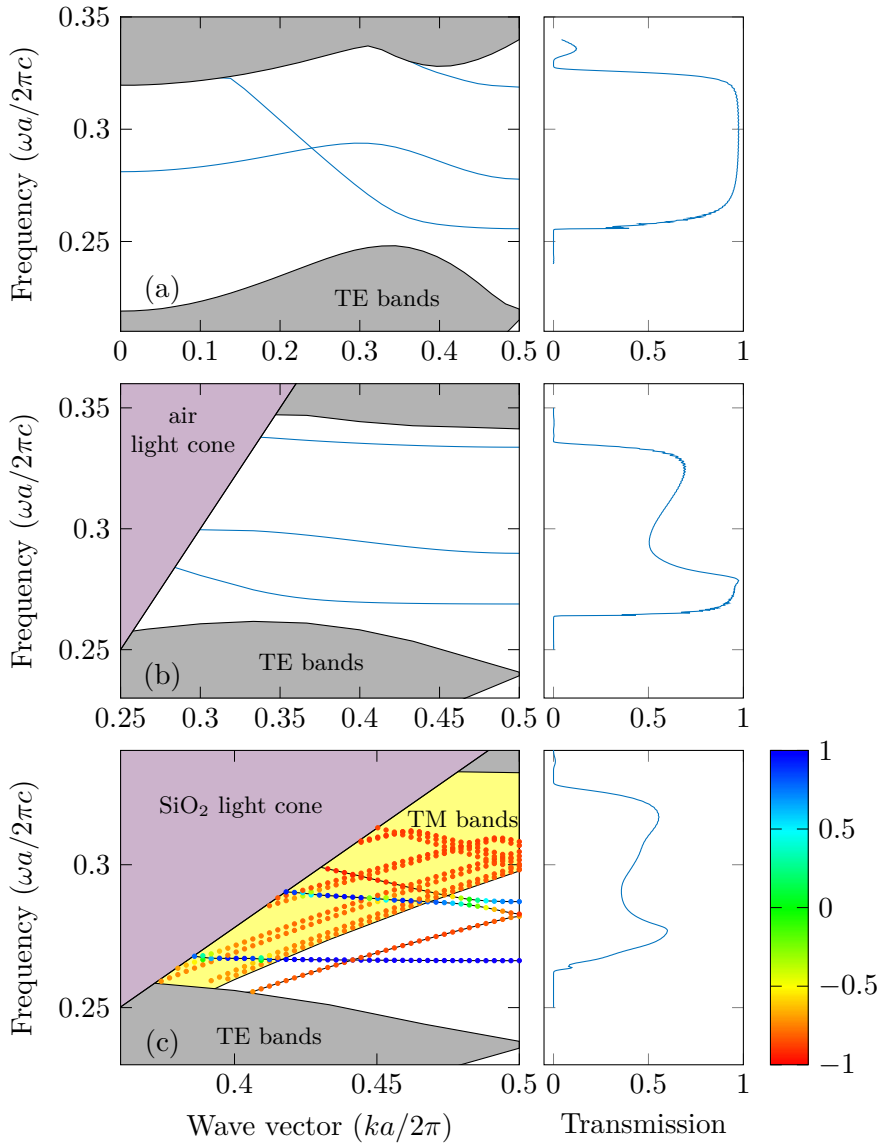 0.35
0.3
0.25
Frequency (ωa/2πc)
(a)
TE bands
0 0.1 0.2 0.3 0.4 0.5
0 0.5 1
0.35
0.3
0.25
Frequency (ωa/2πc)
air
light cone
(b)
TE bands
0.25 0.3 0.35 0.4 0.45 0.5
0 0.5 1
0.3
0.25
Frequency (ωa/2πc)
SiO₂ light cone
TM bands
(c)
TE bands
0.4 0.45 0.5
Wave vector (ka/2π)
0 0.5 1
Transmission
1
0.5
0
−0.5
−1